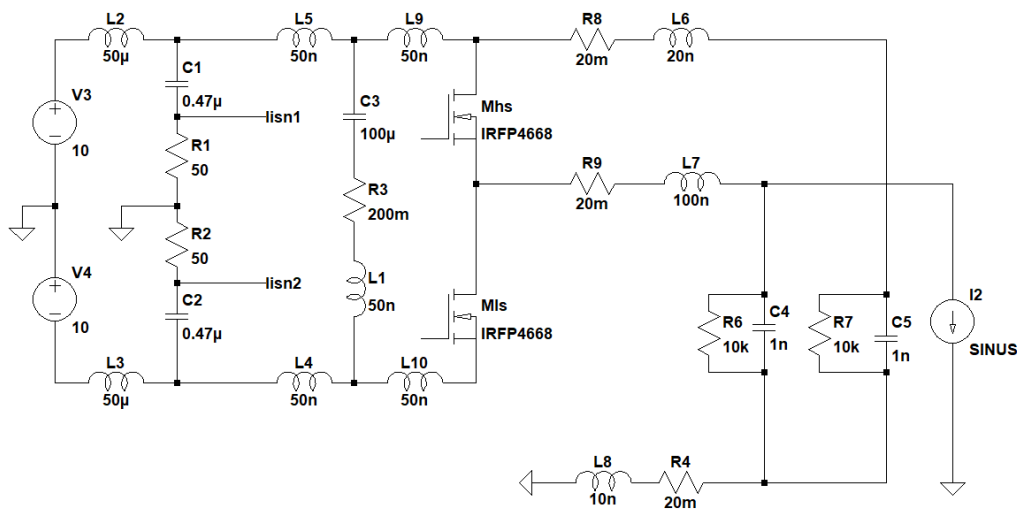 L2
50µ
L5
50n
L9
50n
R8
20m
L6
20n
C1
0.47µ
V3
10
lisn1
C3
100µ
Mhs
IRFP4668
R1
50
R9
20m
L7
100n
R3
200m
R2
50
V4
10
lisn2
C2
0.47µ
L1
50n
Mls
IRFP4668
R6
10k
C4
1n
R7
10k
C5
1n
I2
SINUS
L3
50µ
L4
50n
L10
50n
L8
10n
R4
20m